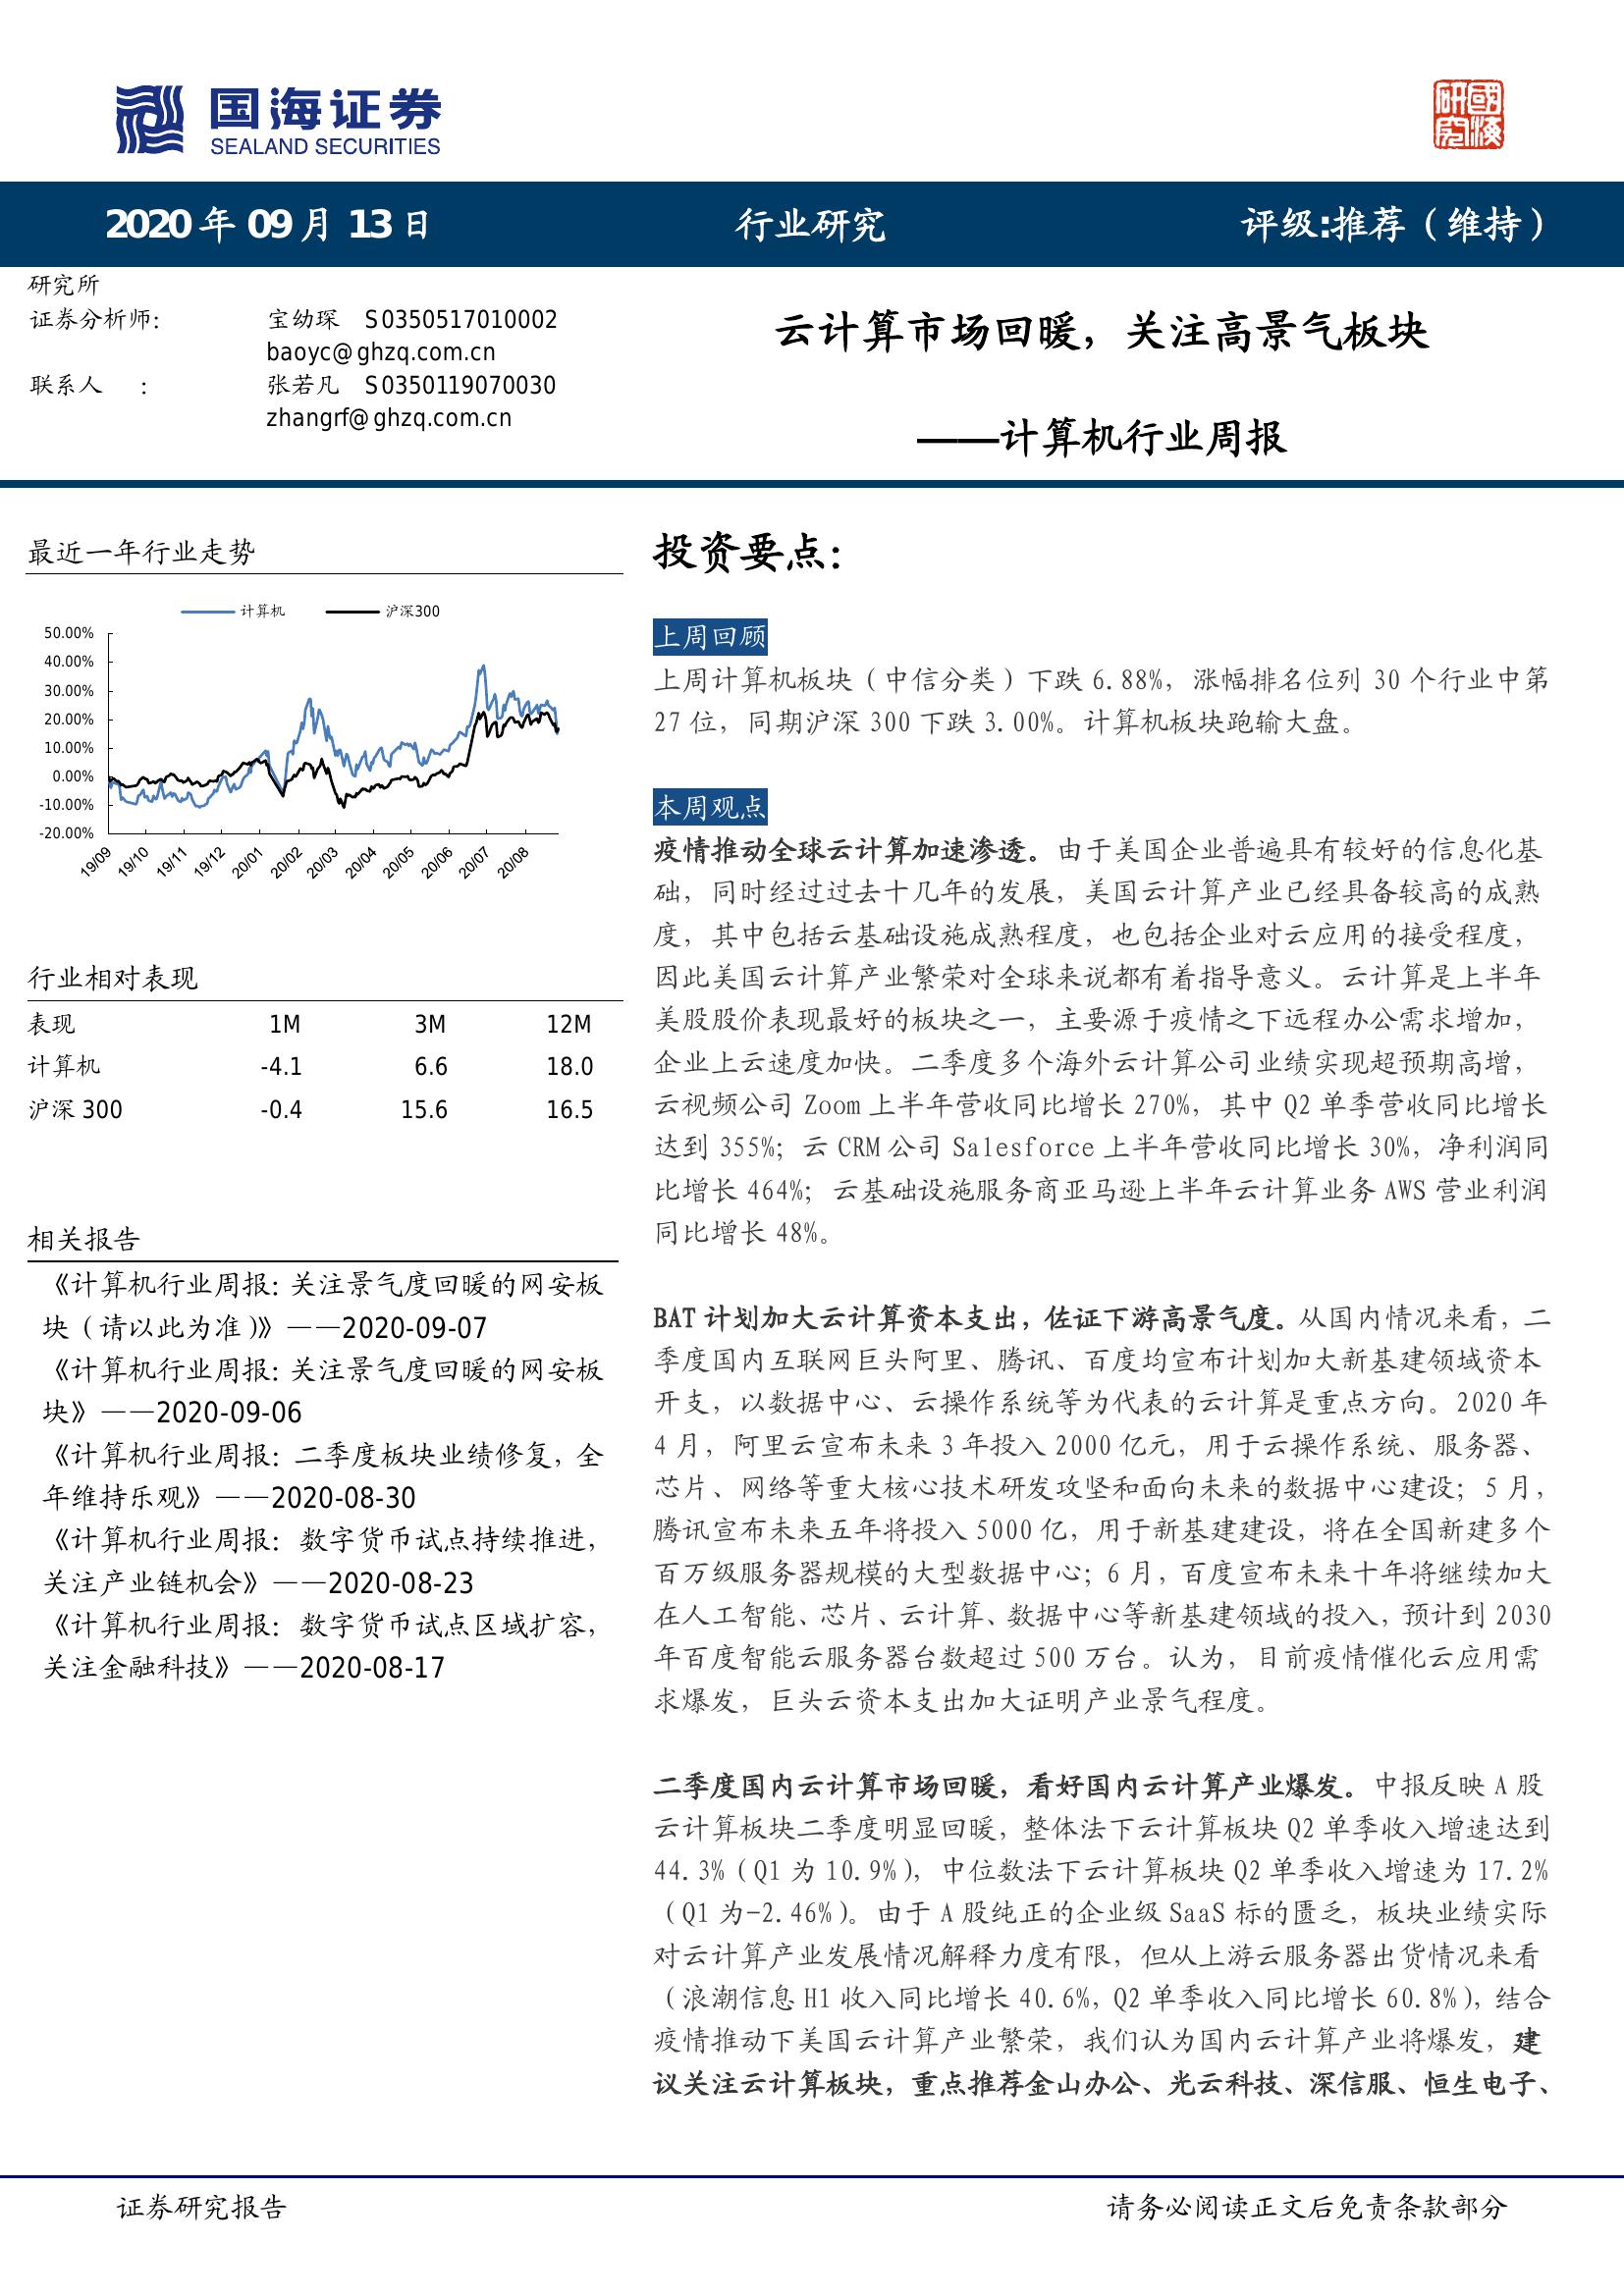 国海证券
SEALAND SECURITIES
國海
研究
2020 年 09 月 13 日
行业研究
评级:推荐（维持）
研究所
证券分析师: 宝幼琛 S0350517010002
baoyc@ghzq.com.cn
联系人 : 张若凡 S0350119070030
zhangrf@ghzq.com.cn
云计算市场回暖，关注高景气板块
——计算机行业周报
最近一年行业走势
计算机 沪深300
50.00%
40.00%
30.00%
20.00%
10.00%
0.00%
-10.00%
-20.00%
19/09 19/10 19/11 19/12 20/01 20/02 20/03 20/04 20/05 20/06 20/07 20/08
行业相对表现
表现 1M 3M 12M
计算机 -4.1 6.6 18.0
沪深 300 -0.4 15.6 16.5
相关报告
《计算机行业周报：关注景气度回暖的网安板
块（请以此为准）》——2020-09-07
《计算机行业周报：关注景气度回暖的网安板
块》——2020-09-06
《计算机行业周报：二季度板块业绩修复，全
年维持乐观》——2020-08-30
《计算机行业周报：数字货币试点持续推进，
关注产业链机会》——2020-08-23
《计算机行业周报：数字货币试点区域扩容，
关注金融科技》——2020-08-17
投资要点：
上周回顾
上周计算机板块（中信分类）下跌 6.88%，涨幅排名位列 30 个行业中第
27 位，同期沪深 300 下跌 3.00%。计算机板块跑输大盘。
本周观点
疫情推动全球云计算加速渗透。由于美国企业普遍具有较好的信息化基
础，同时经过过去十几年的发展，美国云计算产业已经具备较高的成熟
度，其中包括云基础设施成熟程度，也包括企业对云应用的接受程度，
因此美国云计算产业繁荣对全球来说都有着指导意义。云计算是上半年
美股股价表现最好的板块之一，主要源于疫情之下远程办公需求增加，
企业上云速度加快。二季度多个海外云计算公司业绩实现超预期高增，
云视频公司 Zoom 上半年营收同比增长 270%，其中 Q2 单季营收同比增长
达到 355%；云 CRM 公司 Salesforce 上半年营收同比增长 30%，净利润同
比增长 464%；云基础设施服务商亚马逊上半年云计算业务 AWS 营业利润
同比增长 48%。
BAT 计划加大云计算资本支出，佐证下游高景气度。从国内情况来看，二
季度国内互联网巨头阿里、腾讯、百度均宣布计划加大新基建领域资本
开支，以数据中心、云操作系统等为代表的云计算是重点方向。2020 年
4 月，阿里云宣布未来 3 年投入 2000 亿元，用于云操作系统、服务器、
芯片、网络等重大核心技术研发攻坚和面向未来的数据中心建设；5 月，
腾讯宣布未来五年将投入 5000 亿，用于新基建建设，将在全国新建多个
百万级服务器规模的大型数据中心；6 月，百度宣布未来十年将继续加大
在人工智能、芯片、云计算、数据中心等新基建领域的投入，预计到 2030
年百度智能云服务器台数超过 500 万台。认为，目前疫情催化云应用需
求爆发，巨头云资本支出加大证明产业景气程度。
二季度国内云计算市场回暖，看好国内云计算产业爆发。中报反映 A 股
云计算板块二季度明显回暖，整体法下云计算板块 Q2 单季收入增速达到
44.3%（Q1 为 10.9%），中位数法下云计算板块 Q2 单季收入增速为 17.2%
（Q1 为-2.46%）。由于 A 股纯正的企业级 SaaS 标的匮乏，板块业绩实际
对云计算产业发展情况解释力度有限，但从上游云服务器出货情况来看
（浪潮信息 H1 收入同比增长 40.6%，Q2 单季收入同比增长 60.8%），结合
疫情推动下美国云计算产业繁荣，我们认为国内云计算产业将爆发，建
议关注云计算板块，重点推荐金山办公、光云科技、深信服、恒生电子、
证券研究报告
请务必阅读正文后免责条款部分